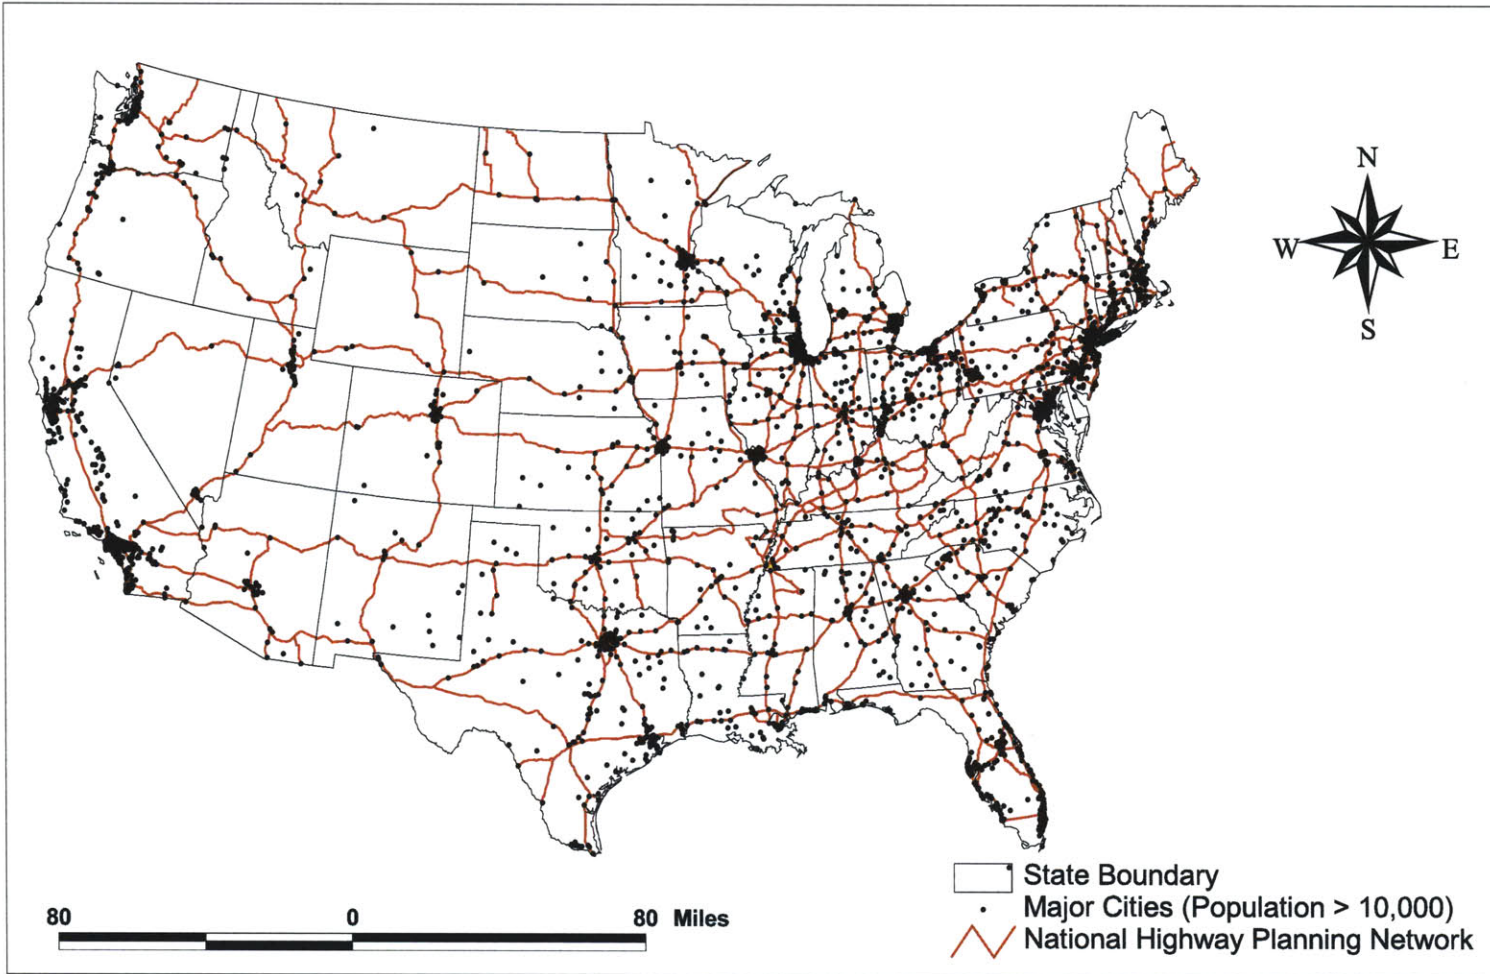 N
W E
S
State Boundary
80 0 80 Miles
Major Cities (Population > 10,000)
National Highway Planning Network